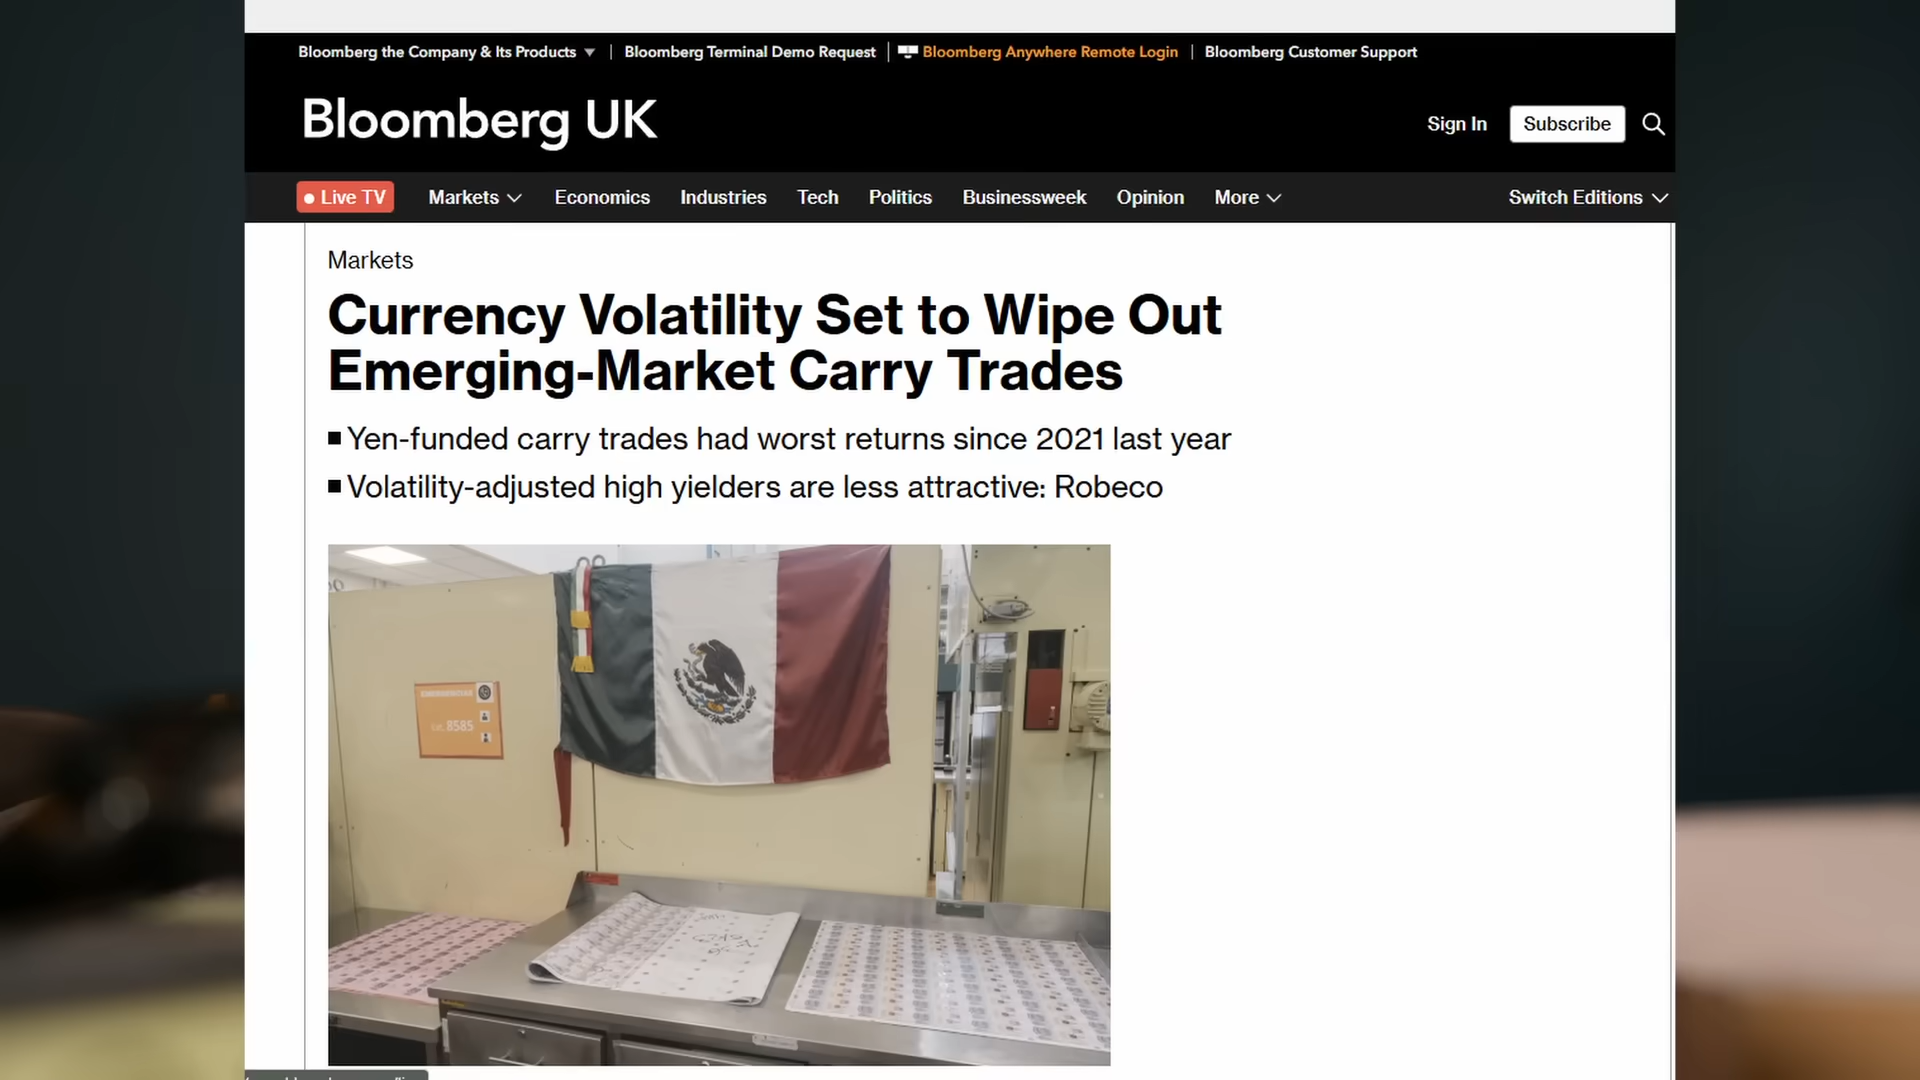 Bloomberg the Company & Its Products
Bloomberg Terminal Demo Request
Bloomberg Anywhere Remote Login
Bloomberg Customer Support
Bloomberg UK
Sign In
Subscribe
Live TV
Markets
Economics
Industries
Tech
Politics
Businessweek
Opinion
More
Switch Editions
Markets
Currency Volatility Set to Wipe Out
Emerging-Market Carry Trades
Yen-funded carry trades had worst returns since 2021 last year
Volatility-adjusted high yielders are less attractive: Robeco
EMERGENCIAS
8585